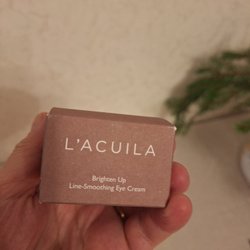 L'ACUILA
Brighten Up
Line-Smoothing Eye Cream